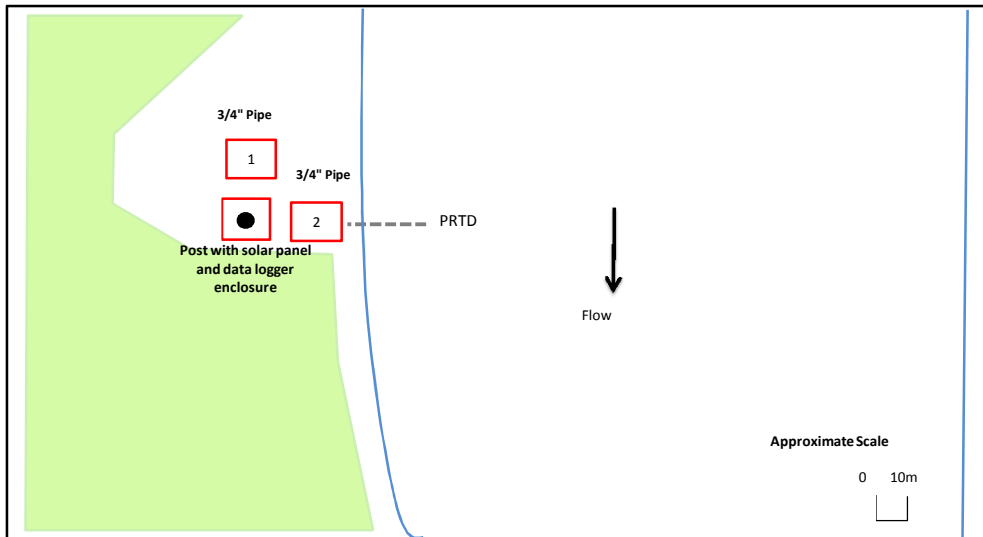 3/4" Pipe
1
3/4" Pipe
2
PRTD
Post with solar panel
and data logger
enclosure
Flow
Approximate Scale
0 10m